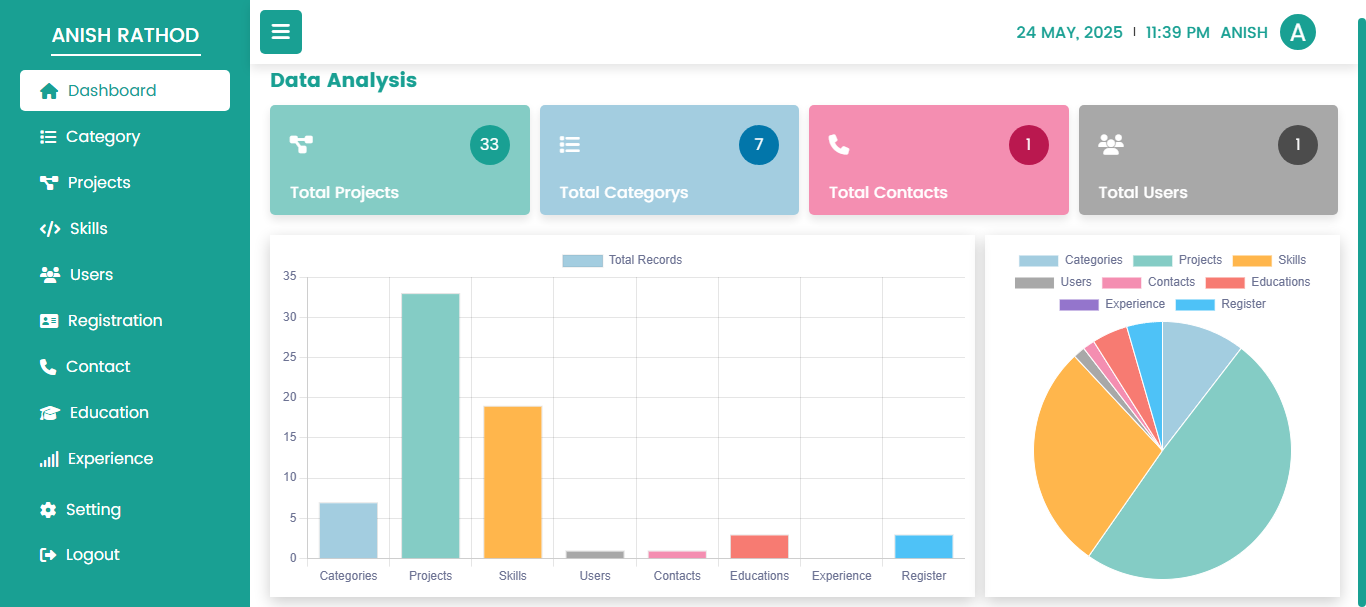 ANISH RATHOD
Dashboard
Category
Projects
Skills
Users
Registration
Contact
Education
Experience
Setting
Logout
24 MAY, 2025 | 11:39 PM ANISH A
Data Analysis
33
Total Projects
7
Total Categorys
1
Total Contacts
1
Total Users
Total Records
35
30
25
20
15
10
5
0
Categories Projects Skills Users Contacts Educations Experience Register
Categories Projects Skills
Users Contacts Educations
Experience Register